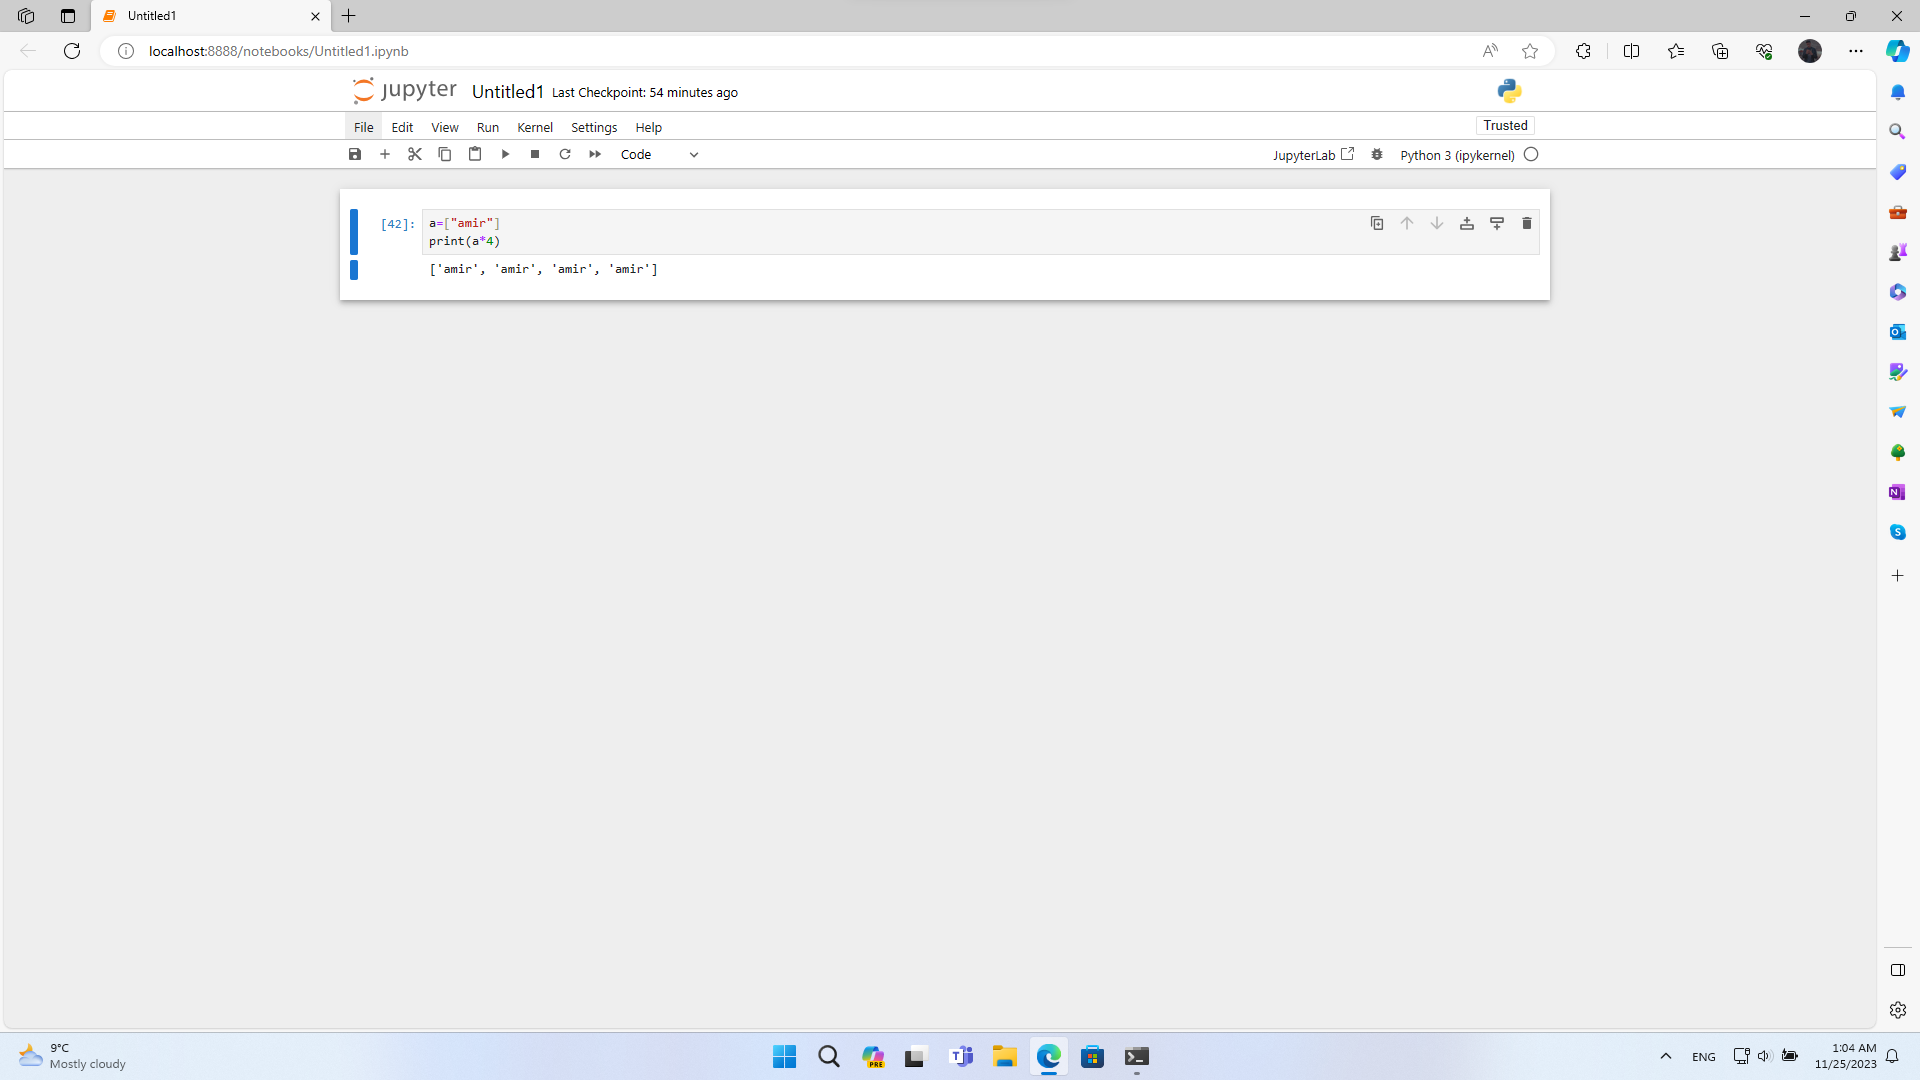 Untitled1
localhost:8888/notebooks/Untitled1.ipynb
jupyter Untitled1 Last Checkpoint: 54 minutes ago
File Edit View Run Kernel Settings Help Trusted
Code JupyterLab Python 3 (ipykernel)
[42]: a=["amir"]
print(a*4)
['amir', 'amir', 'amir', 'amir']
9°C
Mostly cloudy
PRE
ENG
1:04 AM
11/25/2023